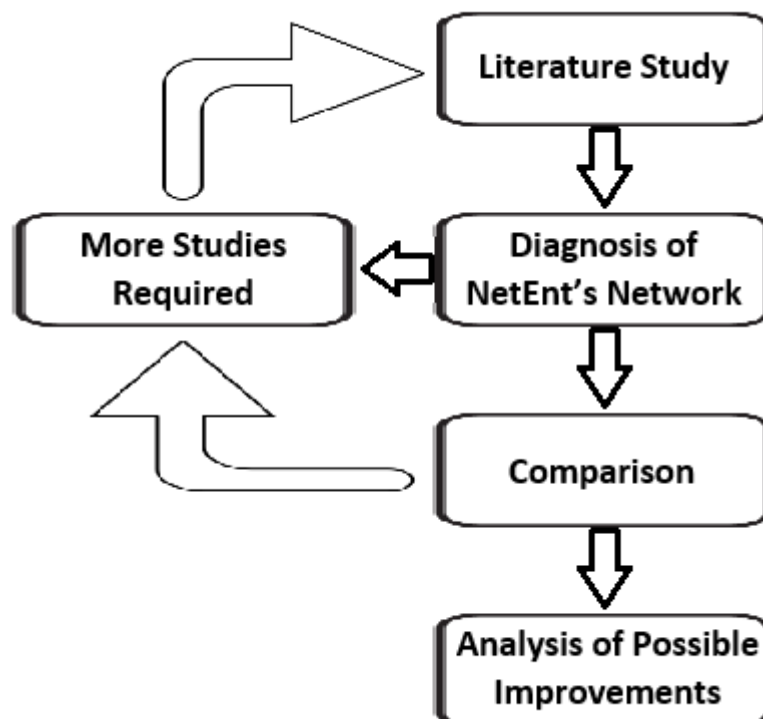 Literature Study
More Studies
Required
Diagnosis of
NetEnt’s Network
Comparison
Analysis of Possible
Improvements